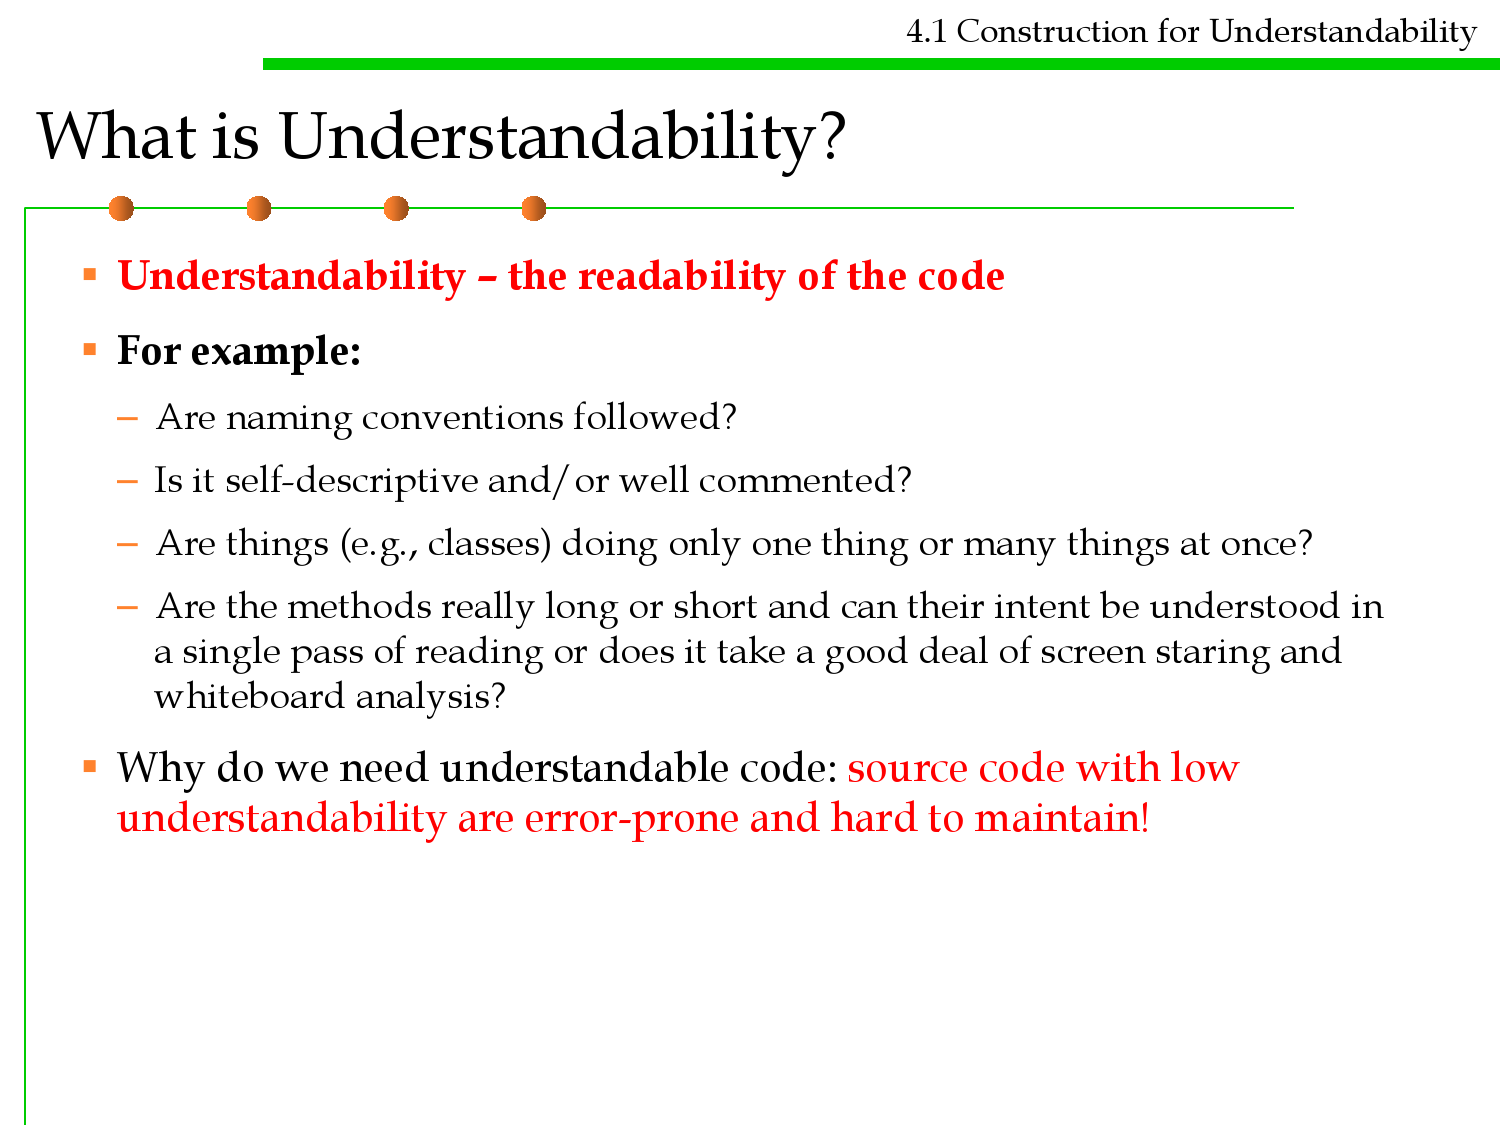 4.1 Construction for Understandability
What is Understandability?
▪ Understandability – the readability of the code
▪ For example:
– Are naming conventions followed?
– Is it self-descriptive and/or well commented?
– Are things (e.g., classes) doing only one thing or many things at once?
– Are the methods really long or short and can their intent be understood in
a single pass of reading or does it take a good deal of screen staring and
whiteboard analysis?
▪ Why do we need understandable code: source code with low
understandability are error-prone and hard to maintain!